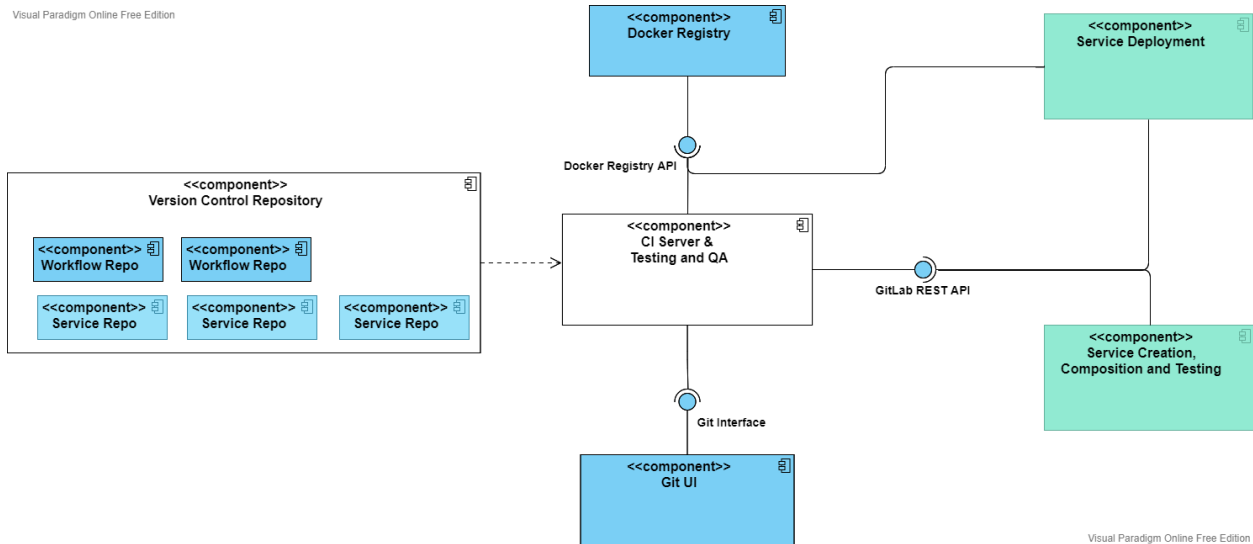 Visual Paradigm Online Free Edition
<<component>>
Docker Registry
<<component>>
Service Deployment
Docker Registry API
<<component>>
Version Control Repository
<<component>>
Workflow Repo
<<component>>
Workflow Repo
<<component>>
Service Repo
<<component>>
Service Repo
<<component>>
Service Repo
<<component>>
CI Server &
Testing and QA
GitLab REST API
<<component>>
Service Creation,
Composition and Testing
Git Interface
<<component>>
Git UI
Visual Paradigm Online Free Edition